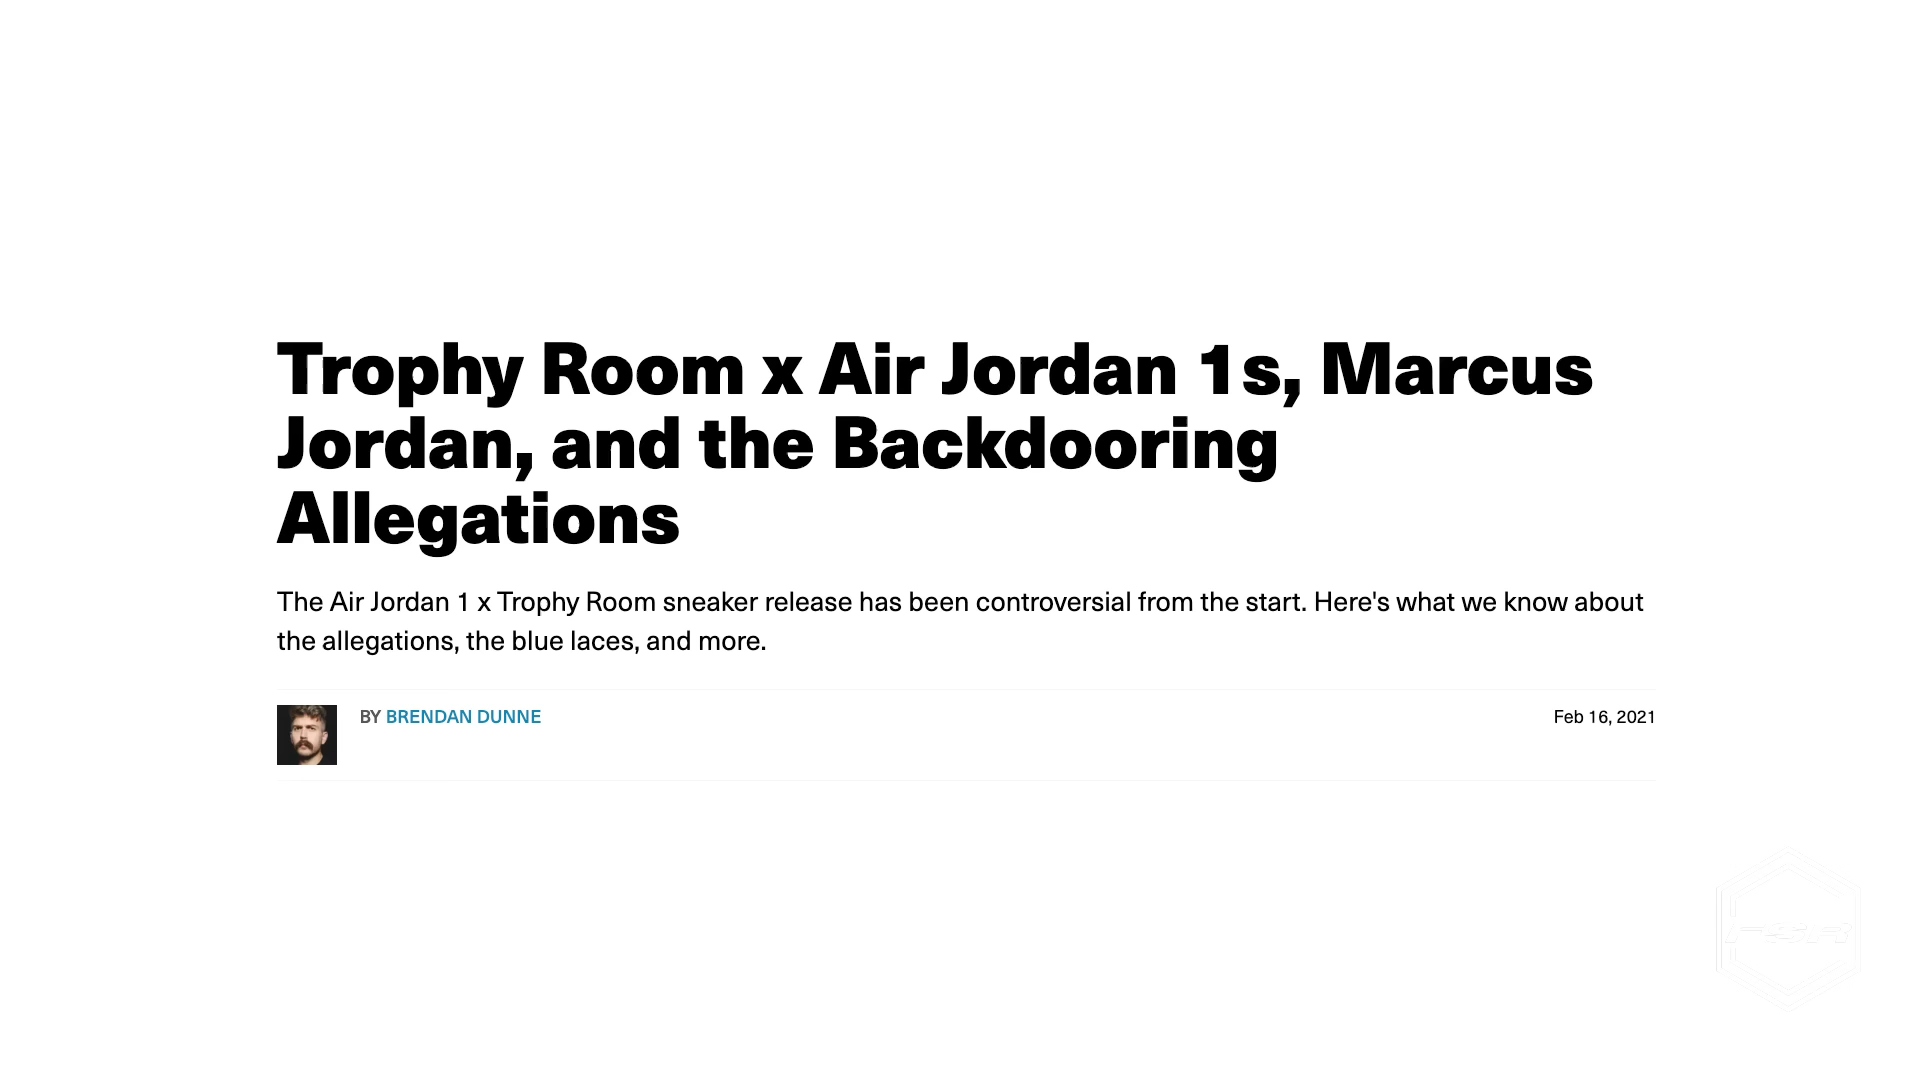 Trophy Room x Air Jordan 1s, Marcus
Jordan, and the Backdooring
Allegations
The Air Jordan 1 x Trophy Room sneaker release has been controversial from the start. Here's what we know about
the allegations, the blue laces, and more.
BY BRENDAN DUNNE
Feb 16, 2021